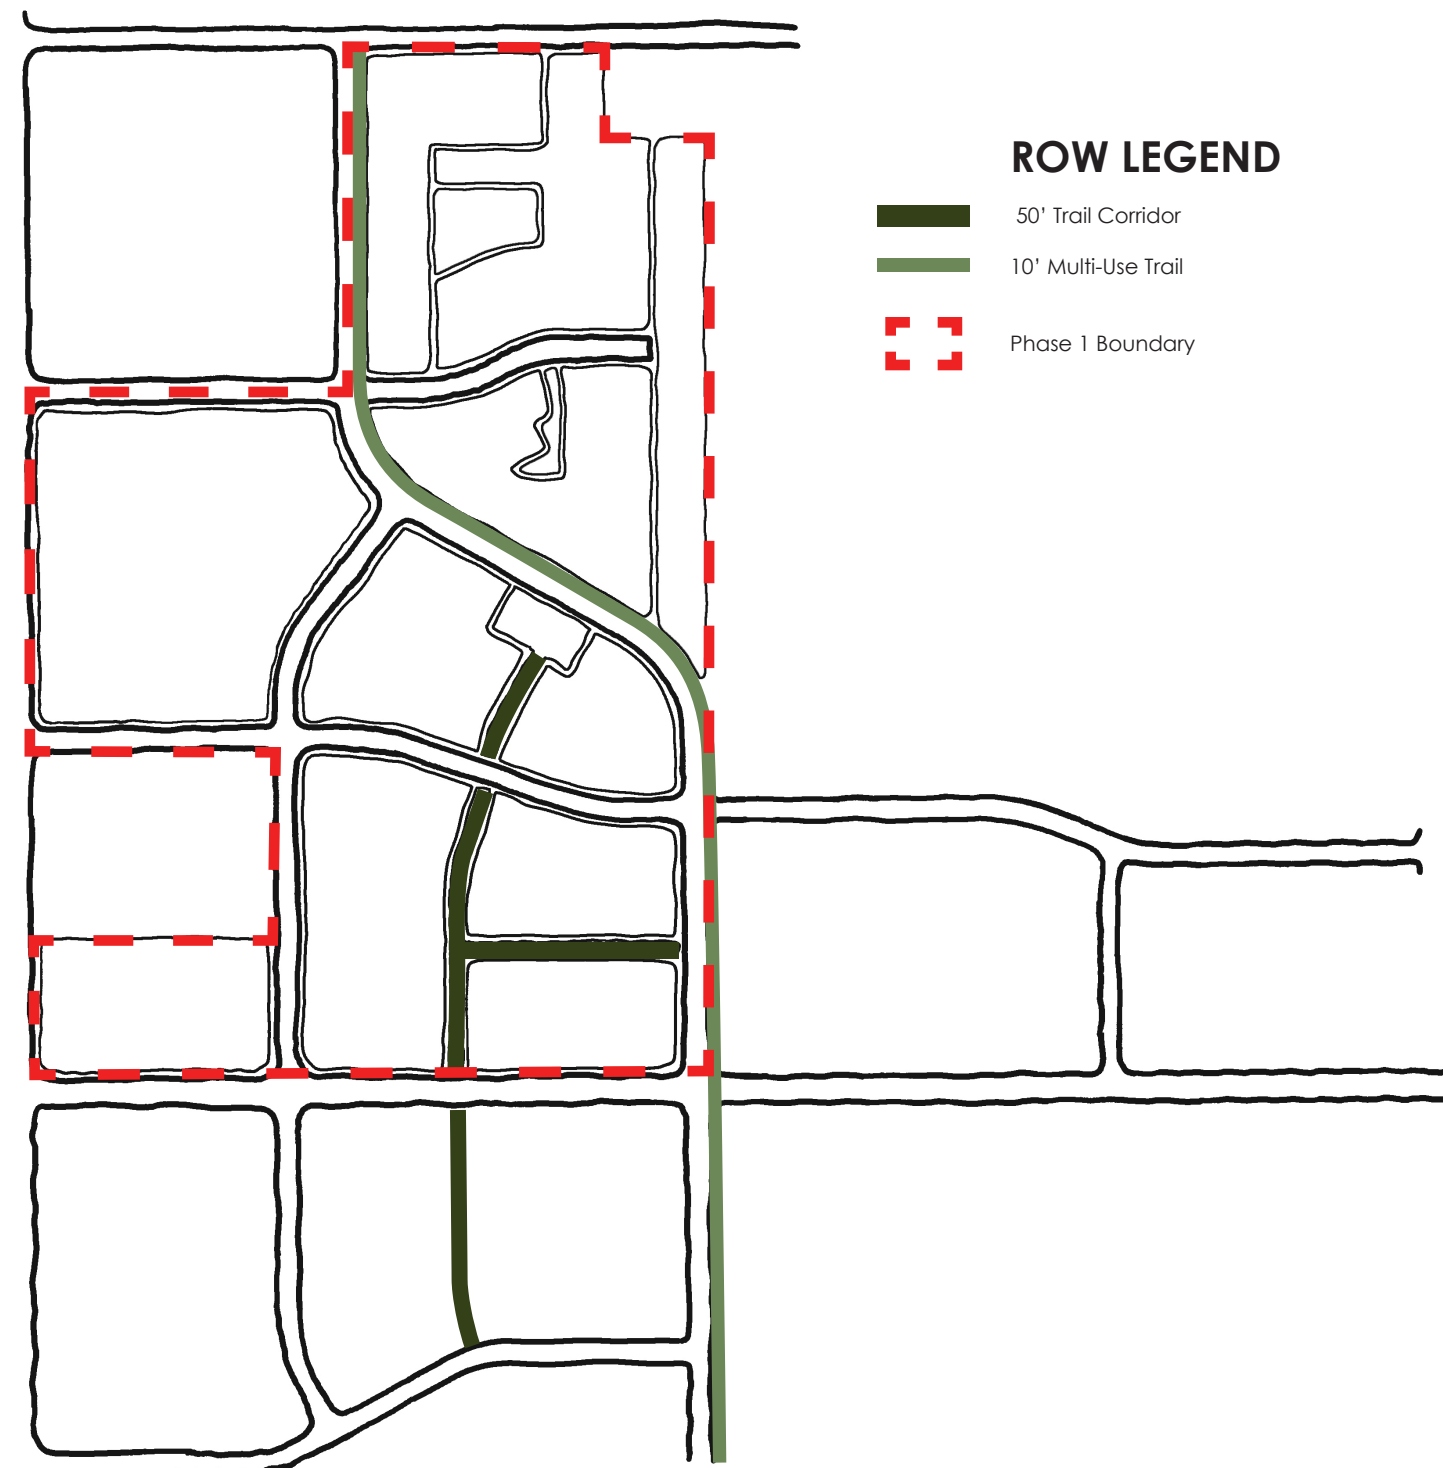 ROW LEGEND
50’ Trail Corridor
10’ Multi-Use Trail
Phase 1 Boundary